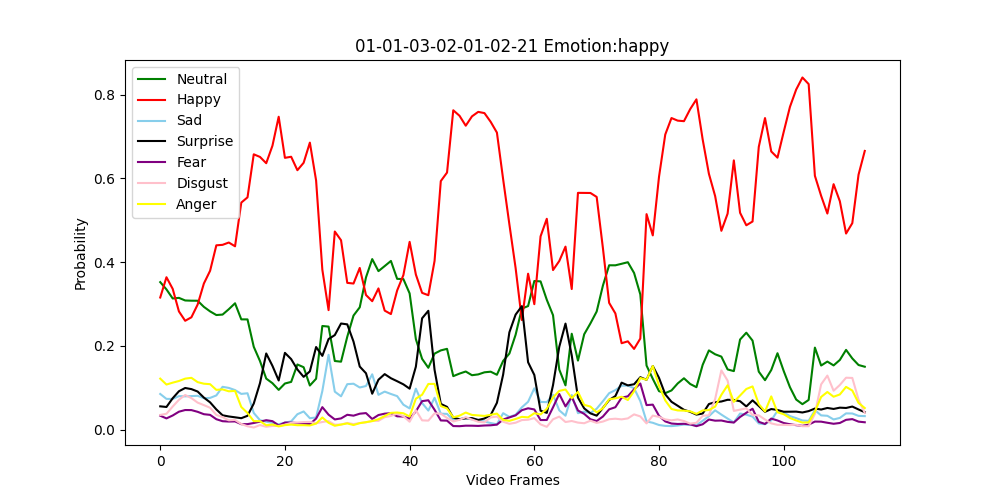 01-01-03-02-01-02-21 Emotion:happy
Probability
0.8
0.6
0.4
0.2
0.0
Neutral
Happy
Sad
Surprise
Fear
Disgust
Anger
0 20 40 60 80 100
Video Frames